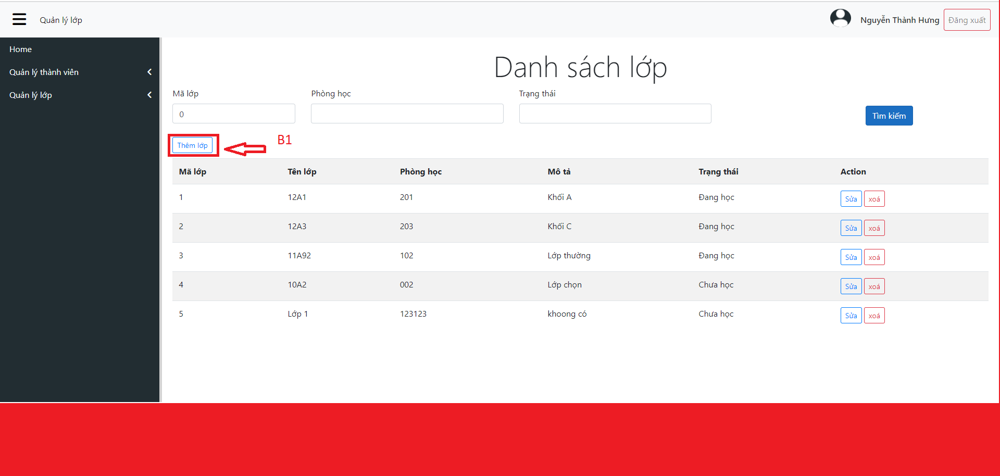 Quản lý lớp
Nguyễn Thành Hưng Đăng xuất
Home
Quản lý thành viên
Quản lý lớp
Danh sách lớp
Mã lớp Phòng học Trạng thái
0
Tìm kiếm
Thêm lớp B1
Mã lớp Tên lớp Phòng học Mô tả Trạng thái Action
1 12A1 201 Khối A Đang học Sửa xoá
2 12A3 203 Khối C Đang học Sửa xoá
3 11A92 102 Lớp thường Đang học Sửa xoá
4 10A2 002 Lớp chọn Chưa học Sửa xoá
5 Lớp 1 123123 khoong có Chưa học Sửa xoá